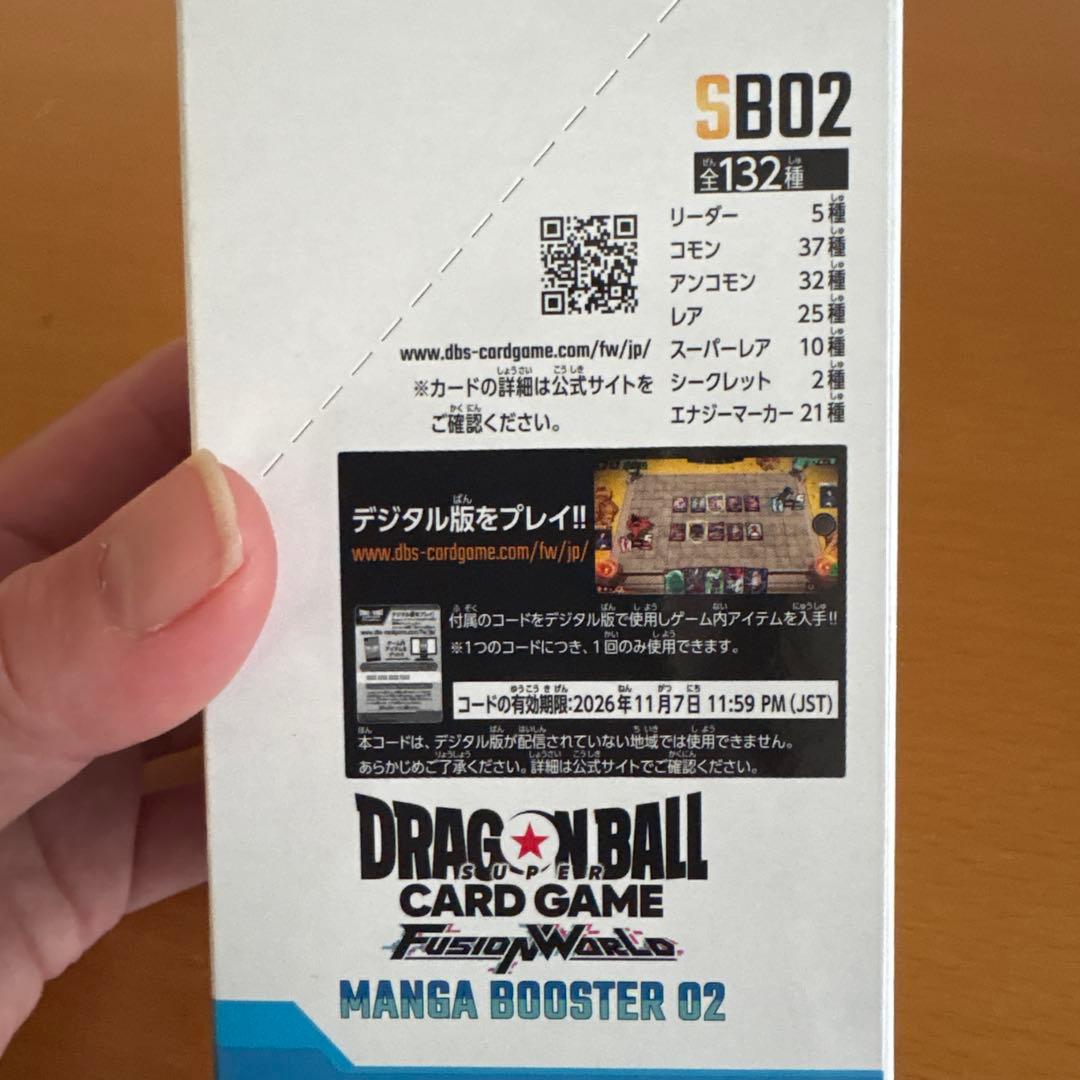 SB02
全132種
リーダー 5種
コモン 37種
アンコモン 32種
レア 25種
スーパーレア 10種
シークレット 2種
エナジーマーカー 21種
www.dbs-cardgame.com/fw/jp/
※カードの詳細は公式サイトを
ご確認ください。
デジタル版をプレイ!!
www.dbs-cardgame.com/fw/jp/
付属のコードをデジタル版で使用しゲーム内アイテムを入手!!
※1つのコードにつき、1回のみ使用できます。
コードの有効期限:2026年11月7日 11:59 PM(JST)
本コードは、デジタル版が配信されていない地域では使用できません。
あらかじめご了承ください。詳細は公式サイトでご確認ください。
DRAGON BALL
SUPER
CARD GAME
FUSION WORLD
MANGA BOOSTER 02